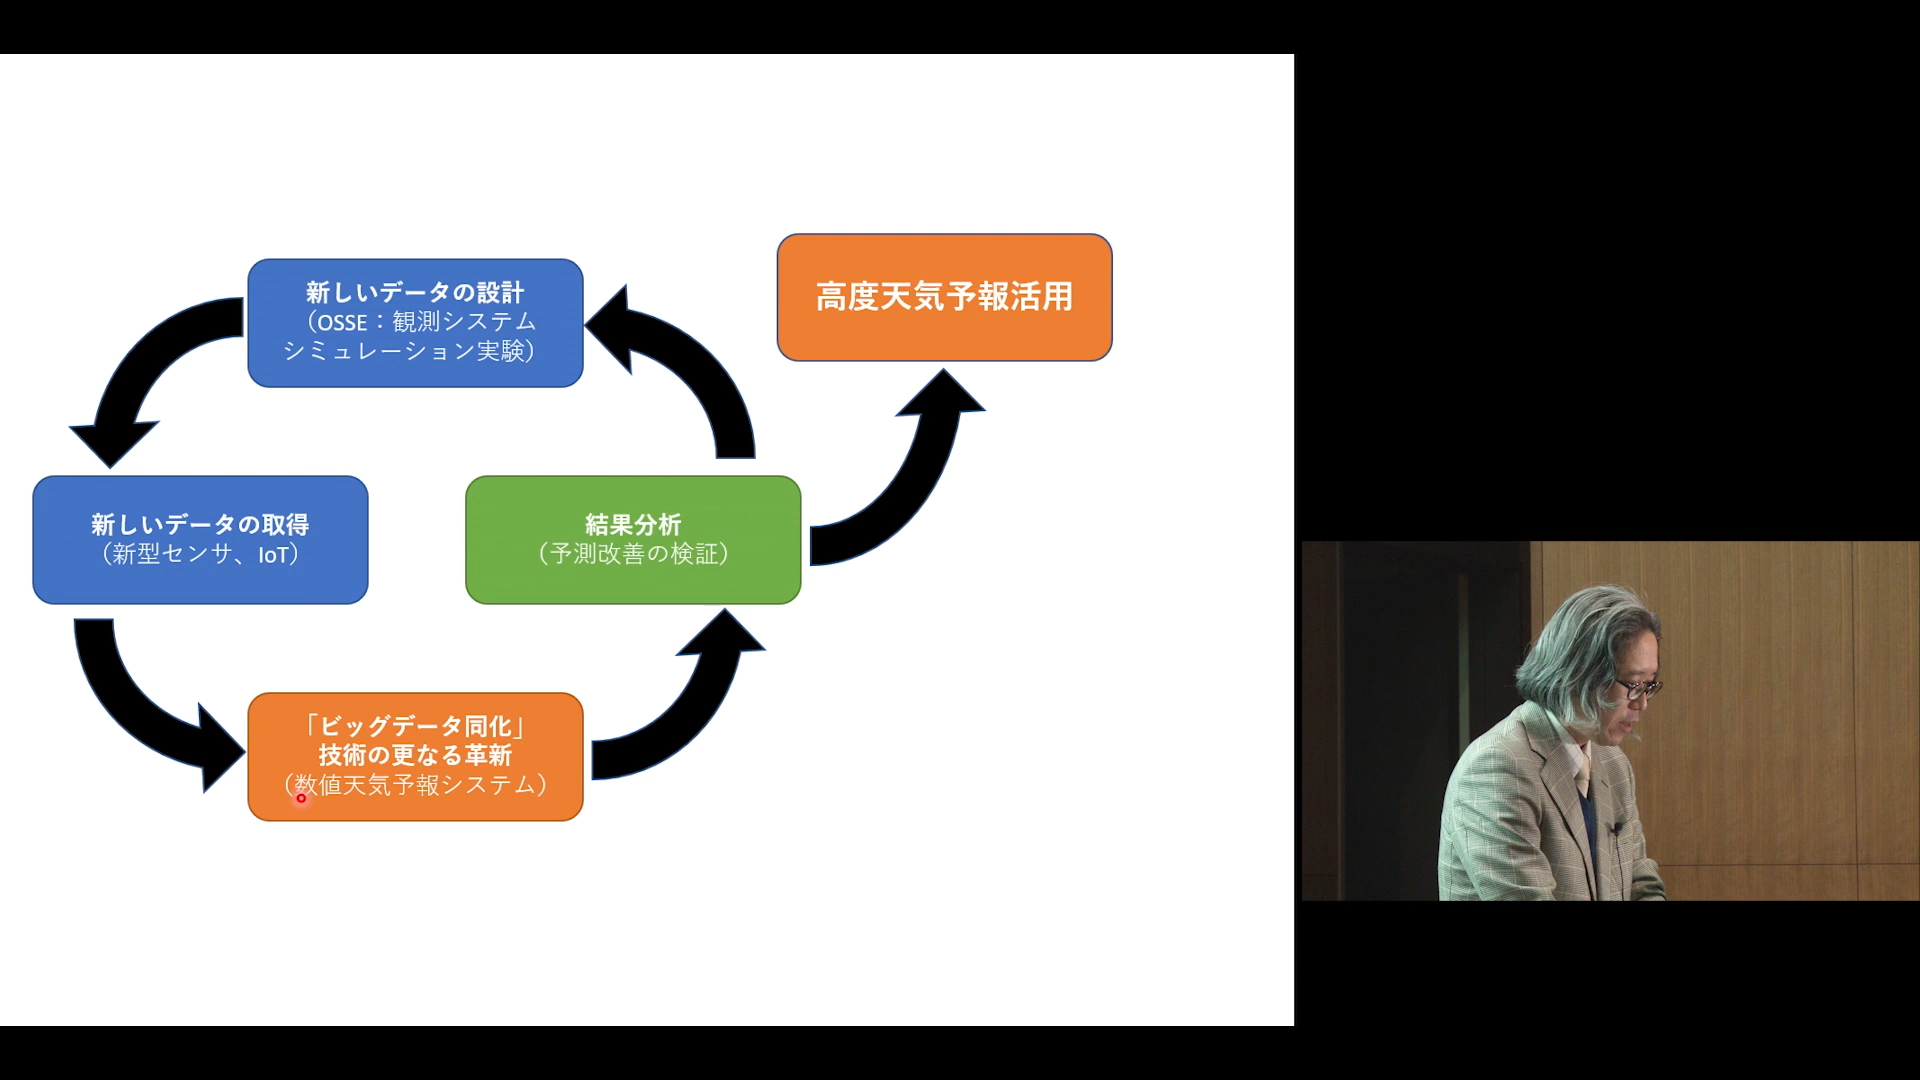 新しいデータの設計
（OSSE：観測システム
シミュレーション実験）
高度天気予報活用
新しいデータの取得
（新型センサ、IoT）
結果分析
（予測改善の検証）
「ビッグデータ同化」
技術の更なる革新
（数値天気予報システム）